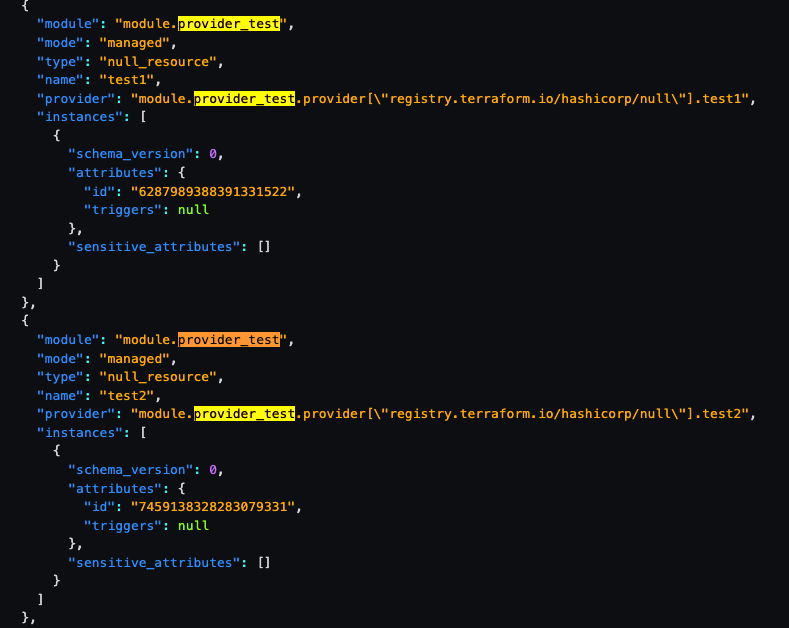 {
"module": "module.provider_test",
"mode": "managed",
"type": "null_resource",
"name": "test1",
"provider": "module.provider_test.provider[\"registry.terraform.io/hashicorp/null\"].test1",
"instances": [
{
"schema_version": 0,
"attributes": {
"id": "6287989388391331522",
"triggers": null
},
"sensitive_attributes": []
}
]
},
{
"module": "module.provider_test",
"mode": "managed",
"type": "null_resource",
"name": "test2",
"provider": "module.provider_test.provider[\"registry.terraform.io/hashicorp/null\"].test2",
"instances": [
{
"schema_version": 0,
"attributes": {
"id": "7459138328283079331",
"triggers": null
},
"sensitive_attributes": []
}
]
},